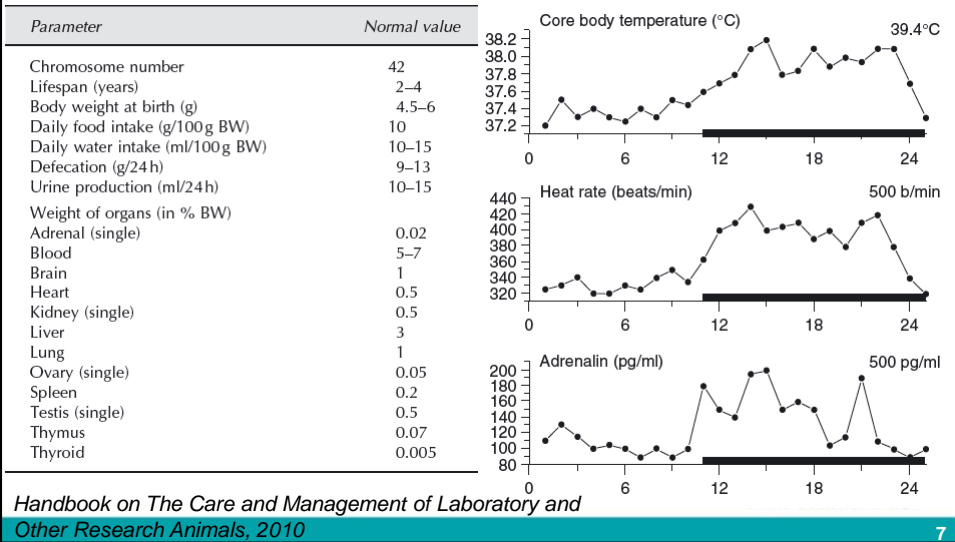 Parameter Normal value
Chromosome number 42
Lifespan (years) 2–4
Body weight at birth (g) 4.5–6
Daily food intake (g/100 g BW) 10
Daily water intake (ml/100 g BW) 10–15
Defecation (g/24 h) 9–13
Urine production (ml/24 h) 10–15
Weight of organs (in % BW)
Adrenal (single) 0.02
Blood 5–7
Brain 1
Heart 0.5
Kidney (single) 0.5
Liver 3
Lung 1
Ovary (single) 0.05
Spleen 0.2
Testis (single) 0.5
Thymus 0.07
Thyroid 0.005
Core body temperature (°C) 39.4°C
38.2
38.0
37.8
37.6
37.4
37.2
0 6 12 18 24
Heat rate (beats/min) 500 b/min
440
420
400
380
360
340
320
0 6 12 18 24
Adrenalin (pg/ml) 500 pg/ml
200
180
160
140
120
100
80
0 6 12 18 24
Handbook on The Care and Management of Laboratory and
Other Research Animals, 2010
7